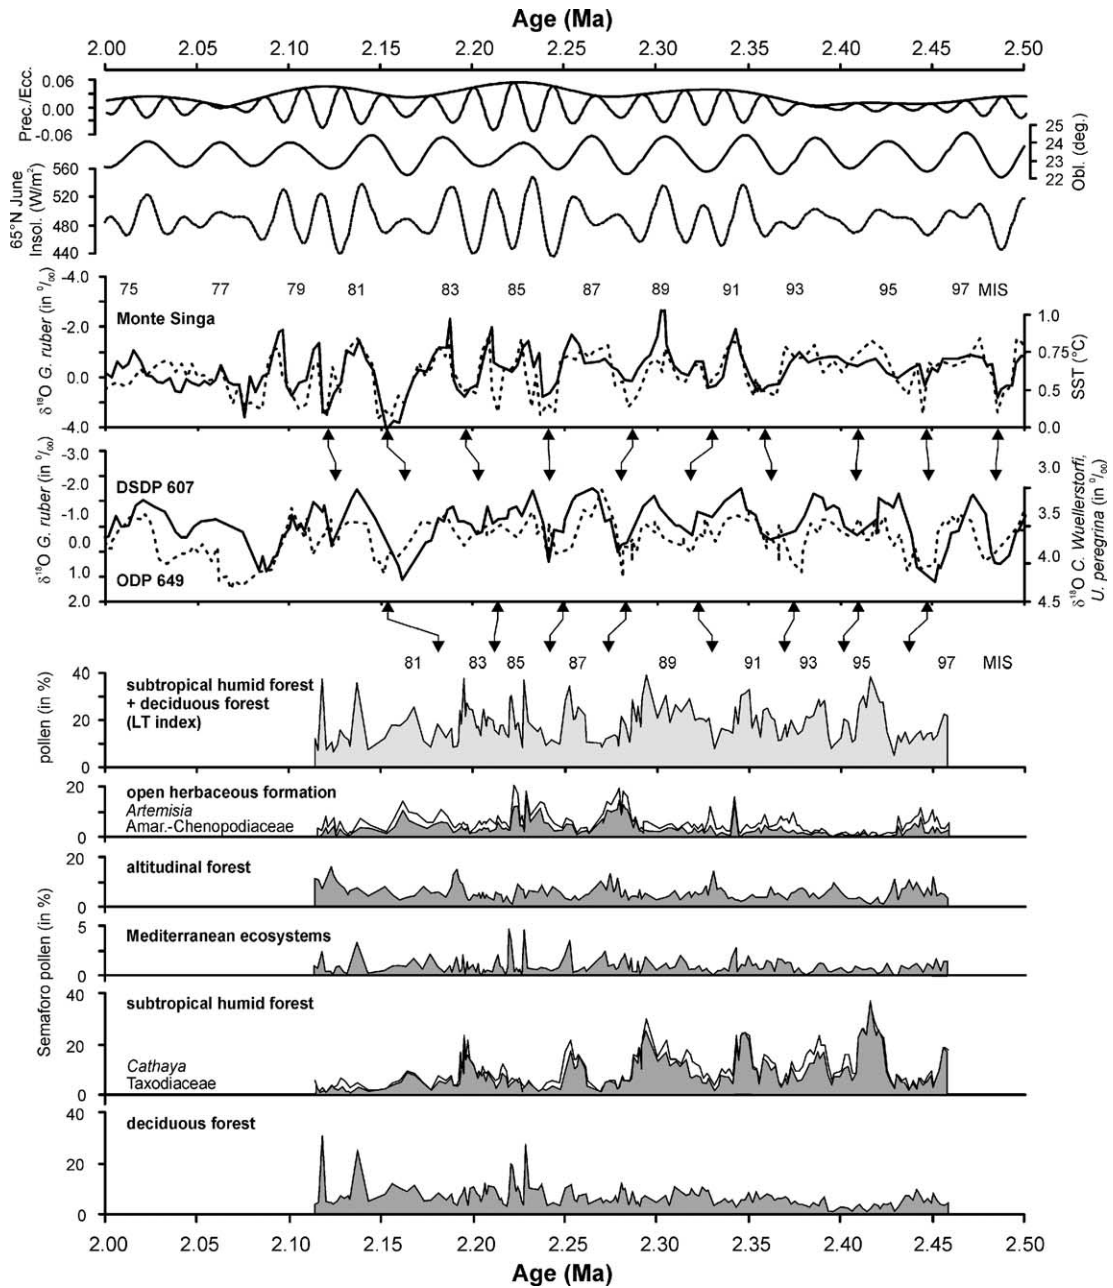 Age (Ma)
2.00 2.05 2.10 2.15 2.20 2.25 2.30 2.35 2.40 2.45 2.50
Prec./Ecc.
0.06
0.00
-0.06
25
24
23
22
Obl. (deg.)
65°N June
Insol. (W/m²)
560
520
480
440
δ¹⁸O G. ruber (in ⁰/₀₀)
-4.0
-2.0
0.0
-4.0
75 77 79 81 83 85 87 89 91 93 95 97 MIS
Monte Singa
1.0
0.75
0.5
0.0
SST (°C)
δ¹⁸O G. ruber (in ⁰/₀₀)
-3.0
-2.0
-1.0
0.0
1.0
2.0
DSDP 607
ODP 649
3.0
3.5
4.0
4.5
δ¹⁸O C. Wuellerstorfi,
U. peregrina (in ⁰/₀₀)
81 83 85 87 89 91 93 95 97 MIS
pollen (in %)
40
20
0
subtropical humid forest
+ deciduous forest
(LT index)
Semaforo pollen (in %)
20
0
open herbaceous formation
Artemisia
Amar.-Chenopodiaceae
20
0
altitudinal forest
5
0
Mediterranean ecosystems
40
20
0
subtropical humid forest
Cathaya
Taxodiaceae
40
20
0
deciduous forest
2.00 2.05 2.10 2.15 2.20 2.25 2.30 2.35 2.40 2.45 2.50
Age (Ma)